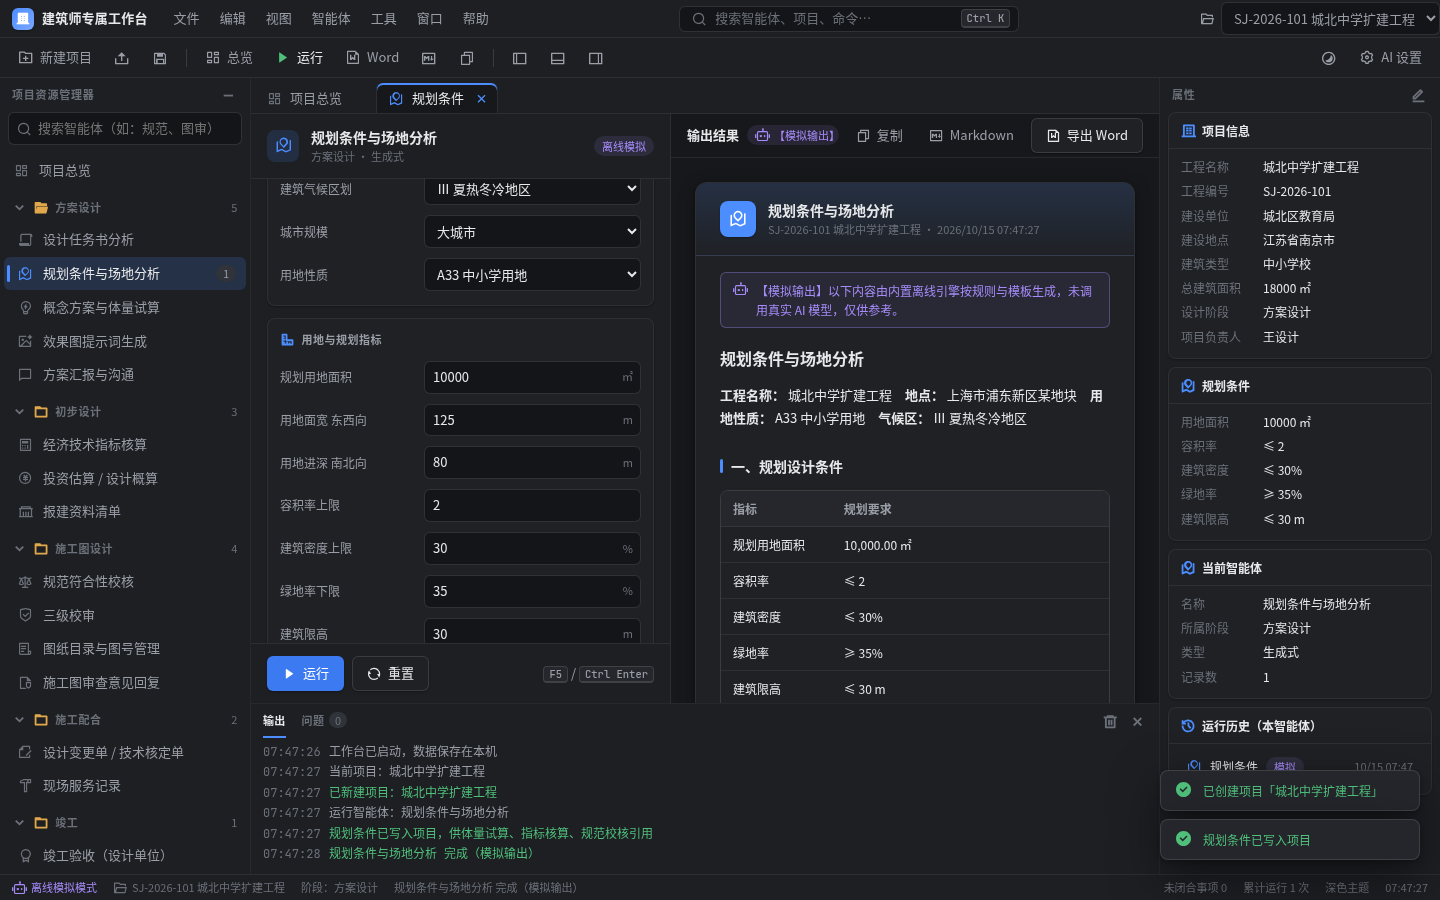 建筑师专属工作台 文件 编辑 视图 智能体 工具 窗口 帮助 搜索智能体、项目、命令… Ctrl K SJ-2026-101 城北中学扩建工程
新建项目 总览 运行 Word AI 设置
项目资源管理器
搜索智能体（如：规范、图审）
项目总览
方案设计 5
设计任务书分析
规划条件与场地分析 1
概念方案与体量试算
效果图提示词生成
方案汇报与沟通
初步设计 3
经济技术指标核算
投资估算 / 设计概算
报建资料清单
施工图设计 4
规范符合性校核
三级校审
图纸目录与图号管理
施工图审查意见回复
施工配合 2
设计变更单 / 技术核定单
现场服务记录
竣工 1
竣工验收（设计单位）
项目总览 规划条件
规划条件与场地分析
方案设计 · 生成式
离线模拟
建筑气候区划 III 夏热冬冷地区
城市规模 大城市
用地性质 A33 中小学用地
用地与规划指标
规划用地面积 10000 ㎡
用地面宽 东西向 125 m
用地进深 南北向 80 m
容积率上限 2
建筑密度上限 30 %
绿地率下限 35 %
建筑限高 30 m
运行 重置 F5 / Ctrl Enter
输出结果 【模拟输出】 复制 Markdown 导出 Word
规划条件与场地分析
SJ-2026-101 城北中学扩建工程 · 2026/10/15 07:47:27
【模拟输出】以下内容由内置离线引擎按规则与模板生成，未调
用真实 AI 模型，仅供参考。
规划条件与场地分析
工程名称： 城北中学扩建工程 地点： 上海市浦东新区某地块 用
地性质： A33 中小学用地 气候区： III 夏热冬冷地区
一、规划设计条件
指标 规划要求
规划用地面积 10,000.00 ㎡
容积率 ≤ 2
建筑密度 ≤ 30%
绿地率 ≥ 35%
建筑限高 ≤ 30 m
输出 问题 0
07:47:26 工作台已启动，数据保存在本机
07:47:27 当前项目：城北中学扩建工程
07:47:27 已新建项目：城北中学扩建工程
07:47:27 运行智能体：规划条件与场地分析
07:47:27 规划条件已写入项目，供体量试算、指标核算、规范校核引用
07:47:28 规划条件与场地分析 完成（模拟输出）
属性
项目信息
工程名称 城北中学扩建工程
工程编号 SJ-2026-101
建设单位 城北区教育局
建设地点 江苏省南京市
建筑类型 中小学校
总建筑面积 18000 ㎡
设计阶段 方案设计
项目负责人 王设计
规划条件
用地面积 10000 ㎡
容积率 ≤ 2
建筑密度 ≤ 30%
绿地率 ≥ 35%
建筑限高 ≤ 30 m
当前智能体
名称 规划条件与场地分析
所属阶段 方案设计
类型 生成式
记录数 1
运行历史（本智能体）
规划条件 模拟 10/15 07:47
已创建项目「城北中学扩建工程」
规划条件已写入项目
离线模拟模式 SJ-2026-101 城北中学扩建工程 阶段：方案设计 规划条件与场地分析 完成（模拟输出） 未闭合事项 0 累计运行 1 次 深色主题 07:47:27